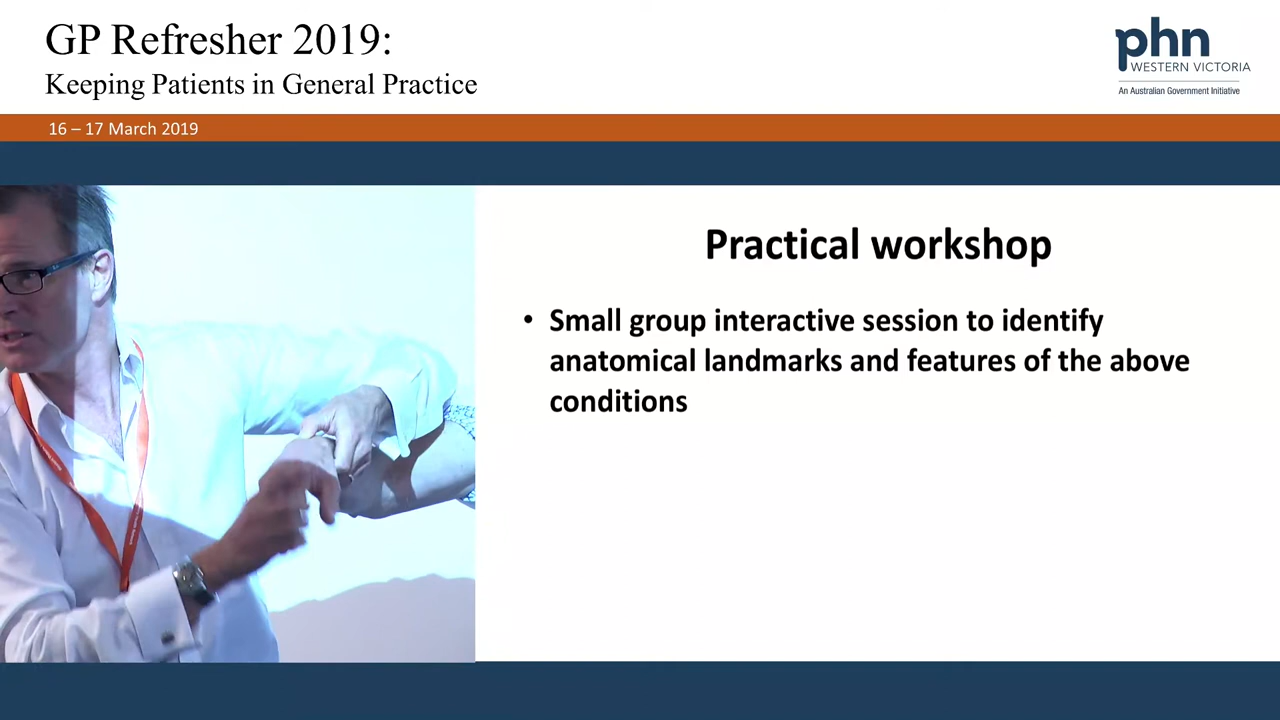 GP Refresher 2019:
Keeping Patients in General Practice
phn
WESTERN VICTORIA
An Australian Government Initiative
16 – 17 March 2019
Practical workshop
• Small group interactive session to identify
anatomical landmarks and features of the above
conditions